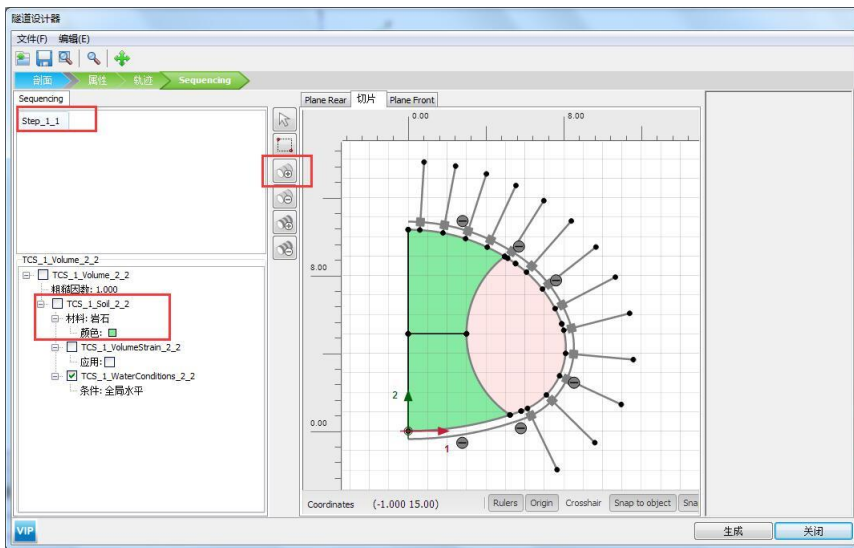 隧道设计器
文件(F) 编辑(E)
剖面 属性 轨迹 Sequencing
Sequencing
Step_1_1
Plane Rear 切片 Plane Front
0.00 8.00
8.00
0.00
2
1
TCS_1_Volume_2_2
TCS_1_Volume_2_2
粗糙因数: 1.000
TCS_1_Soil_2_2
材料: 岩石
颜色:
TCS_1_VolumeStrain_2_2
应用:
TCS_1_WaterConditions_2_2
条件: 全局水平
Coordinates (-1.000 15.00) Rulers Origin Crosshair Snap to object Sna
VIP 生成 关闭